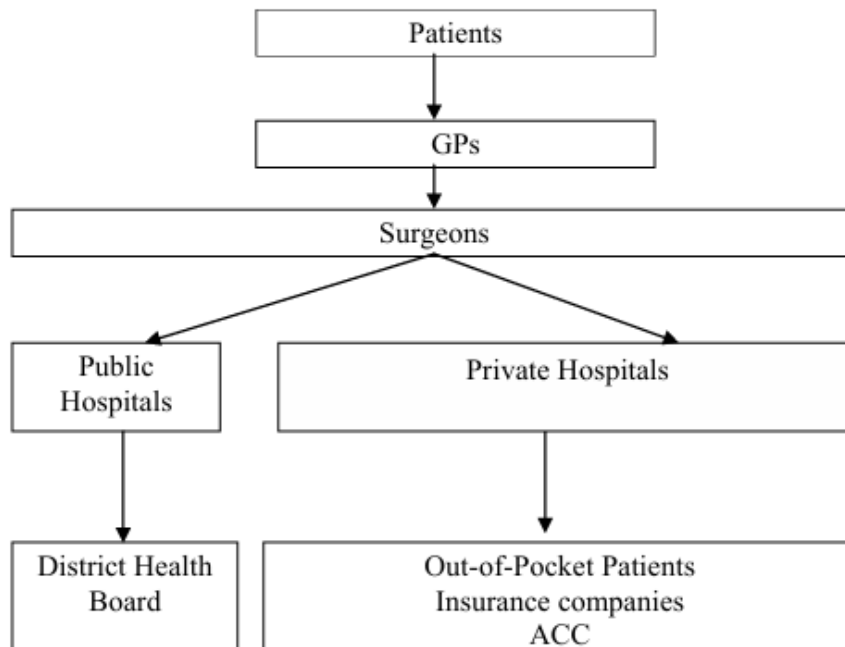 Patients
GPs
Surgeons
Public
Hospitals
Private Hospitals
District Health
Board
Out-of-Pocket Patients
Insurance companies
ACC